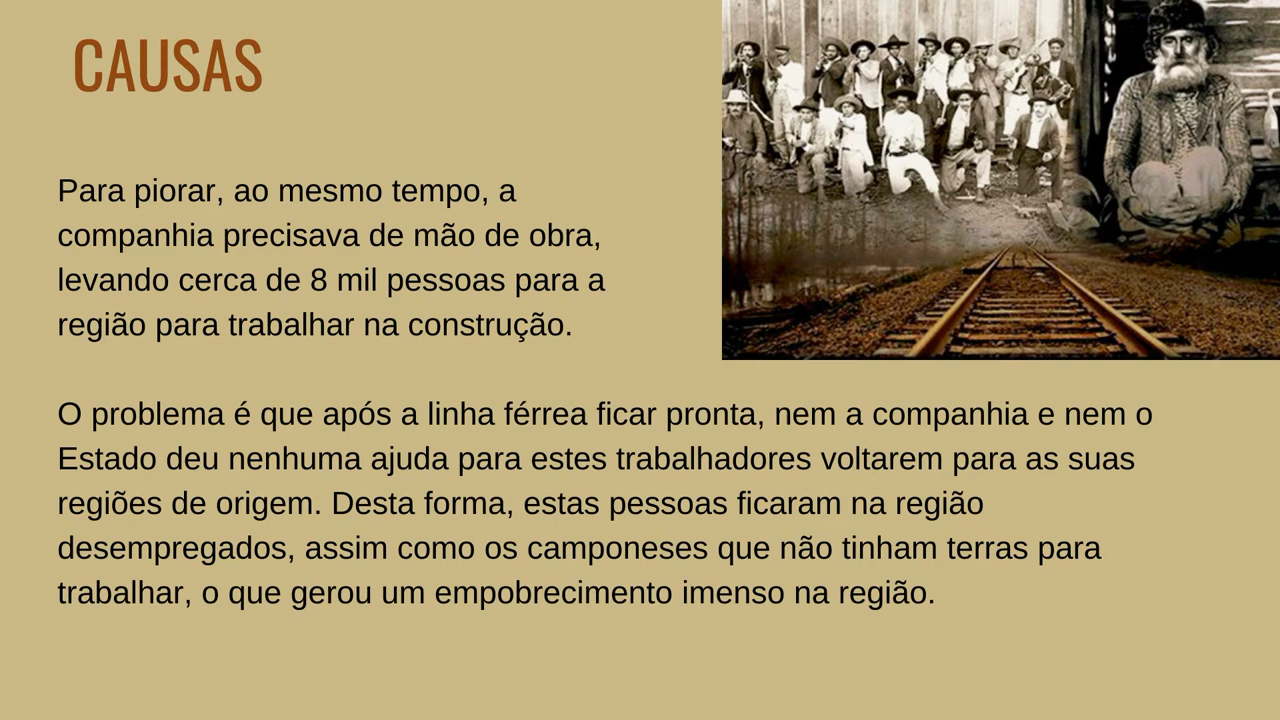 CAUSAS
Para piorar, ao mesmo tempo, a
companhia precisava de mão de obra,
levando cerca de 8 mil pessoas para a
região para trabalhar na construção.
O problema é que após a linha férrea ficar pronta, nem a companhia e nem o
Estado deu nenhuma ajuda para estes trabalhadores voltarem para as suas
regiões de origem. Desta forma, estas pessoas ficaram na região
desempregados, assim como os camponeses que não tinham terras para
trabalhar, o que gerou um empobrecimento imenso na região.